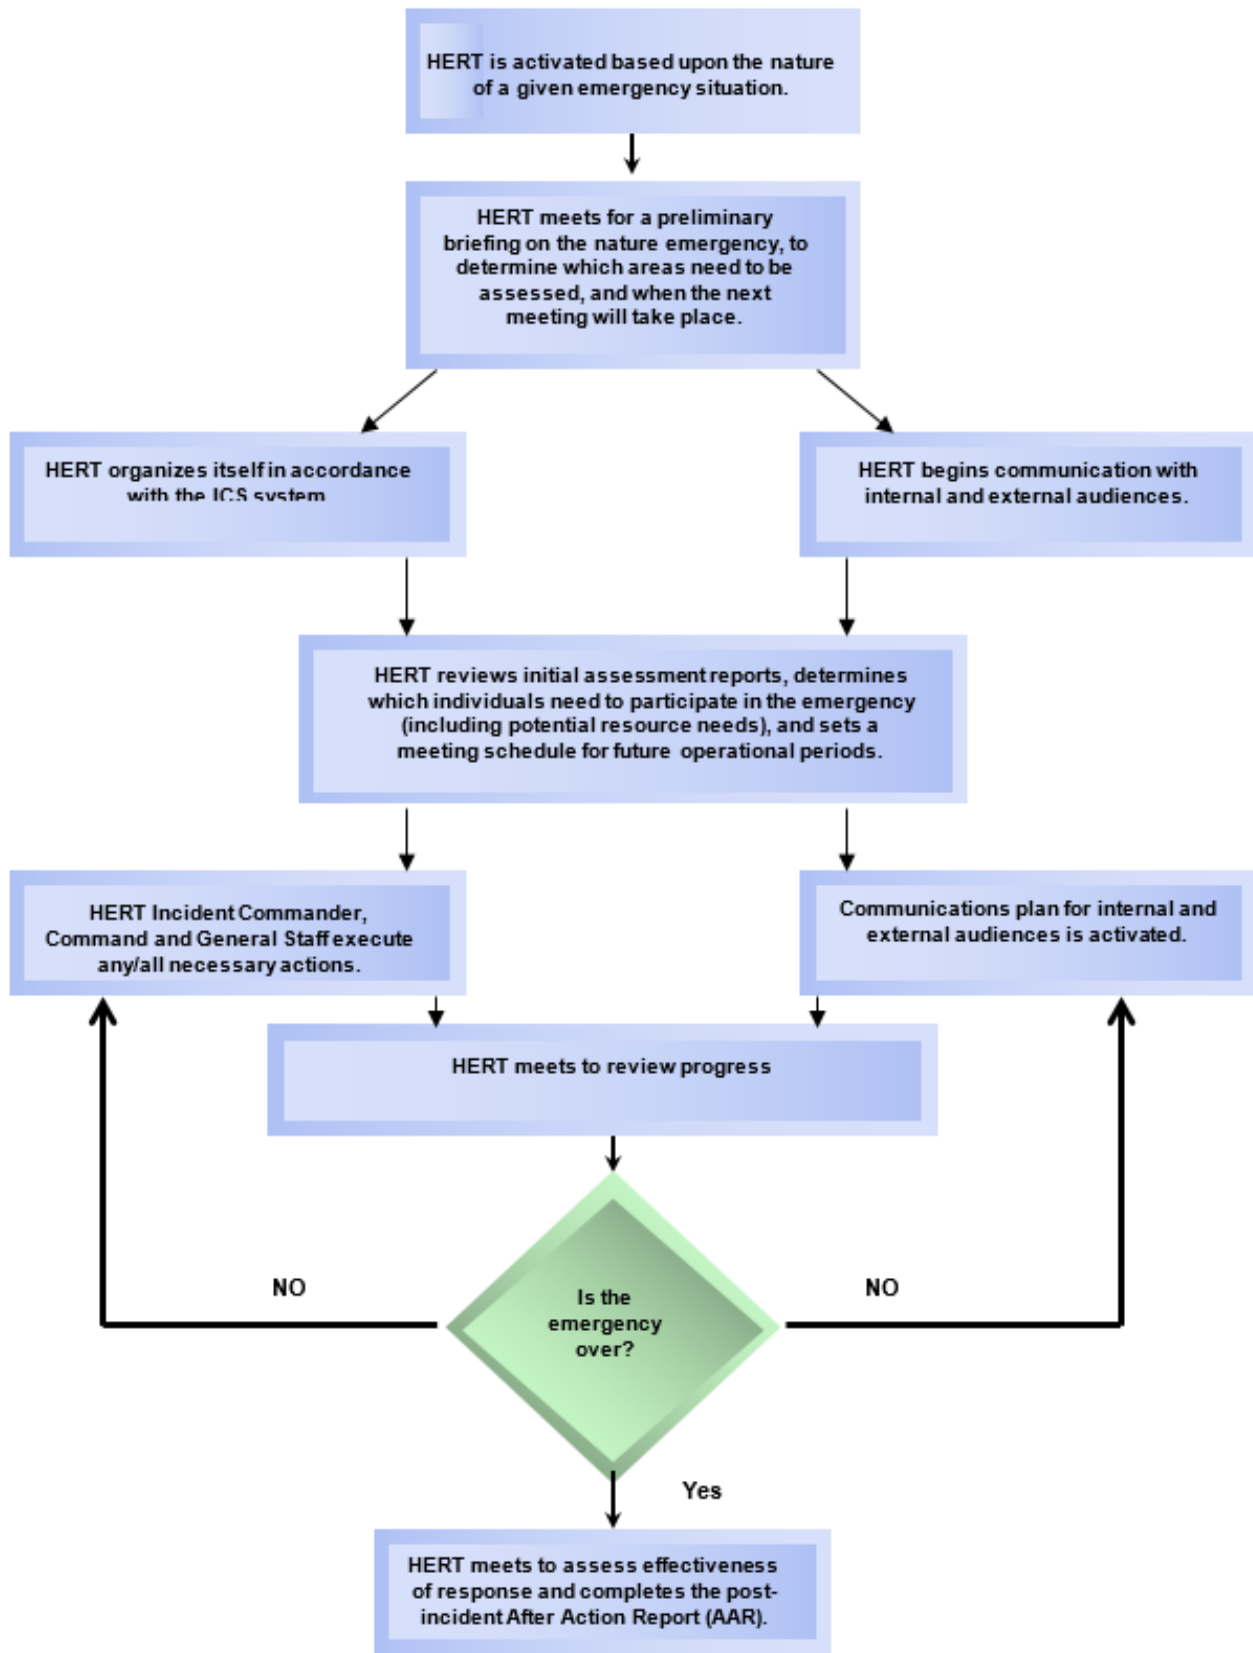 HERT is activated based upon the nature
of a given emergency situation.
HERT meets for a preliminary
briefing on the nature emergency, to
determine which areas need to be
assessed, and when the next
meeting will take place.
HERT organizes itself in accordance
with the ICS system
HERT begins communication with
internal and external audiences.
HERT reviews initial assessment reports, determines
which individuals need to participate in the emergency
(including potential resource needs), and sets a
meeting schedule for future operational periods.
HERT Incident Commander,
Command and General Staff execute
any/all necessary actions.
Communications plan for internal and
external audiences is activated.
HERT meets to review progress
NO
NO
Is the
emergency
over?
Yes
HERT meets to assess effectiveness
of response and completes the post-
incident After Action Report (AAR).